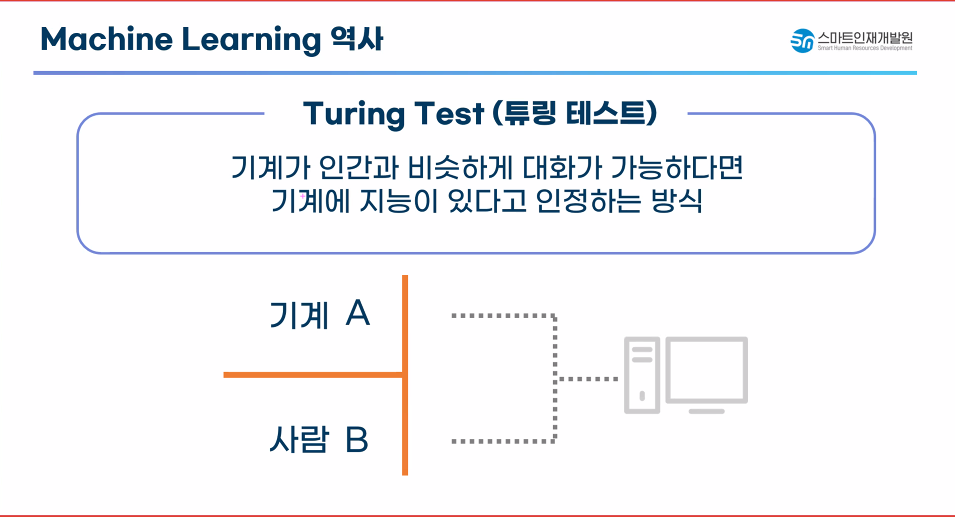 Machine Learning 역사
스마트인재개발원
Smart Human Resources Development
Turing Test (튜링 테스트)
기계가 인간과 비슷하게 대화가 가능하다면
기계에 지능이 있다고 인정하는 방식
기계 A
사람 B